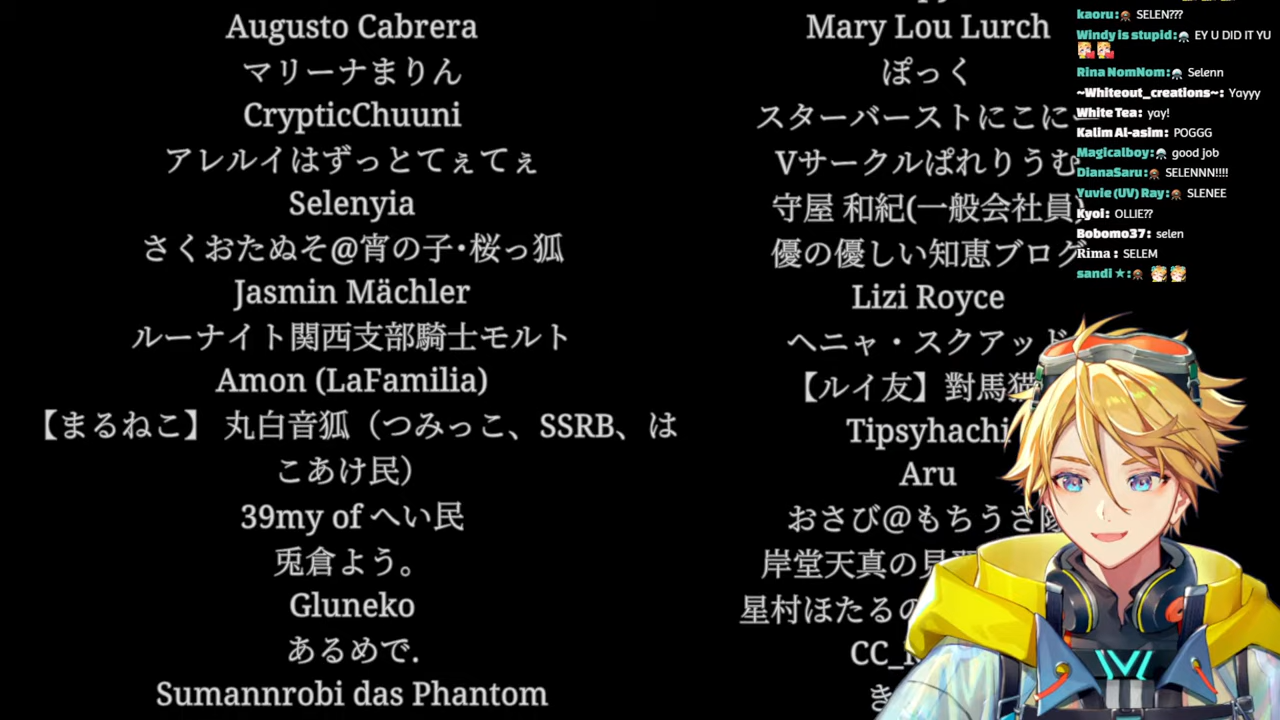 Augusto Cabrera
マリーナまりん
CrypticChuuni
アレルイはずっとてぇてぇ
Selenyia
さくおたぬそ@宵の子・桜っ狐
Jasmin Mächler
ルーナイト関西支部騎士モルト
Amon (LaFamilia)
【まるねこ】 丸白音狐（つみっこ、SSRB、は
こあけ民）
39my of へい民
兎倉よう。
Gluneko
あるめで.
Sumannrobi das Phantom
Mary Lou Lurch
ぽっく
スターバーストにこに
Vサークルぱれりうむ
守屋 和紀(一般会社員)
優の優しい知恵ブログ
Lizi Royce
ヘニャ・スクアッド
【ルイ友】對馬猫
Tipsyhachi
Aru
おさび@もちうさ
岸堂天真の見
星村ほたるの
CC_
き
kaoru: SELEN???
Windy is stupid: EY U DID IT YU
Rina NomNom: Selenn
~Whiteout_creations~: Yayyy
White Tea: yay!
Kalim Al-asim: POGGG
Magicalboy: good job
DianaSaru: SELENNN!!!!
Yuvie (UV) Ray: SLENEE
Kyoi: OLLIE??
Bobomo37: selen
Rima : SELEM
sandi ★: